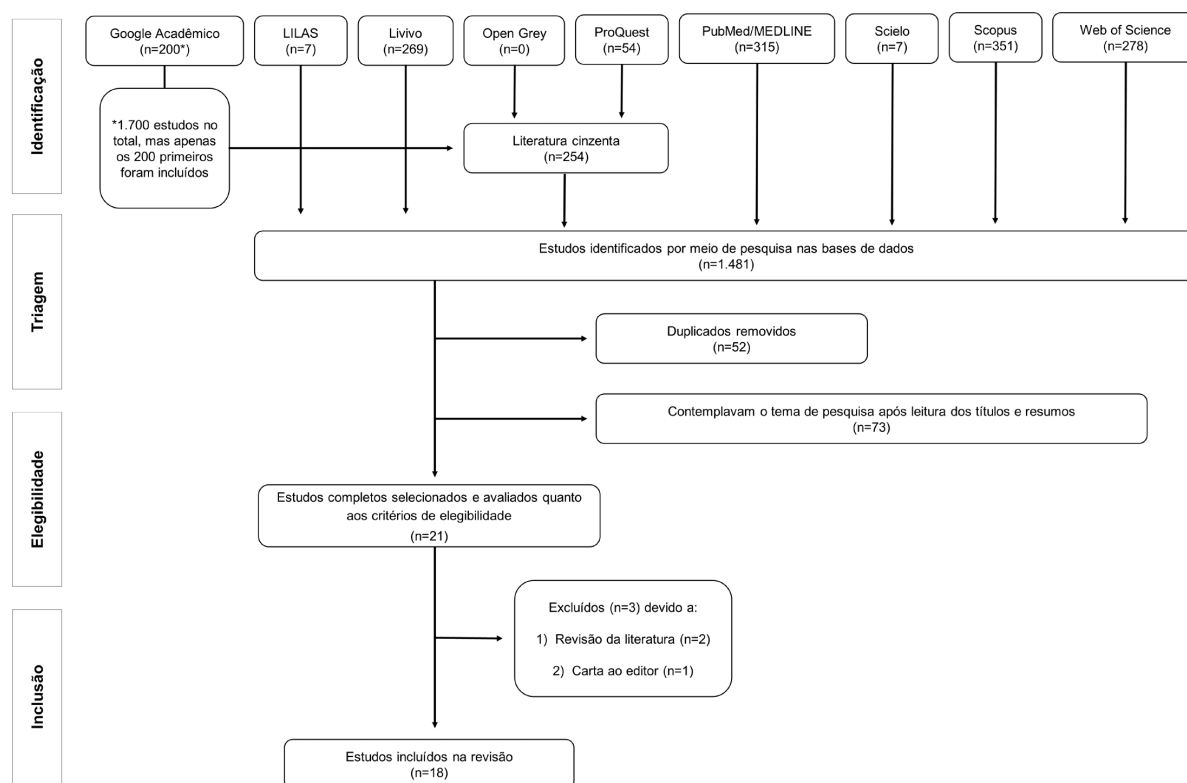 Identificação
Google Acadêmico
(n=200*)
LILAS
(n=7)
Livivo
(n=269)
Open Grey
(n=0)
ProQuest
(n=54)
PubMed/MEDLINE
(n=315)
Scielo
(n=7)
Scopus
(n=351)
Web of Science
(n=278)
*1.700 estudos no
total, mas apenas
os 200 primeiros
foram incluídos
Literatura cinzenta
(n=254)
Triagem
Estudos identificados por meio de pesquisa nas bases de dados
(n=1.481)
Duplicados removidos
(n=52)
Elegibilidade
Contemplavam o tema de pesquisa após leitura dos títulos e resumos
(n=73)
Estudos completos selecionados e avaliados quanto
aos critérios de elegibilidade
(n=21)
Inclusão
Excluídos (n=3) devido a:
1) Revisão da literatura (n=2)
2) Carta ao editor (n=1)
Estudos incluídos na revisão
(n=18)